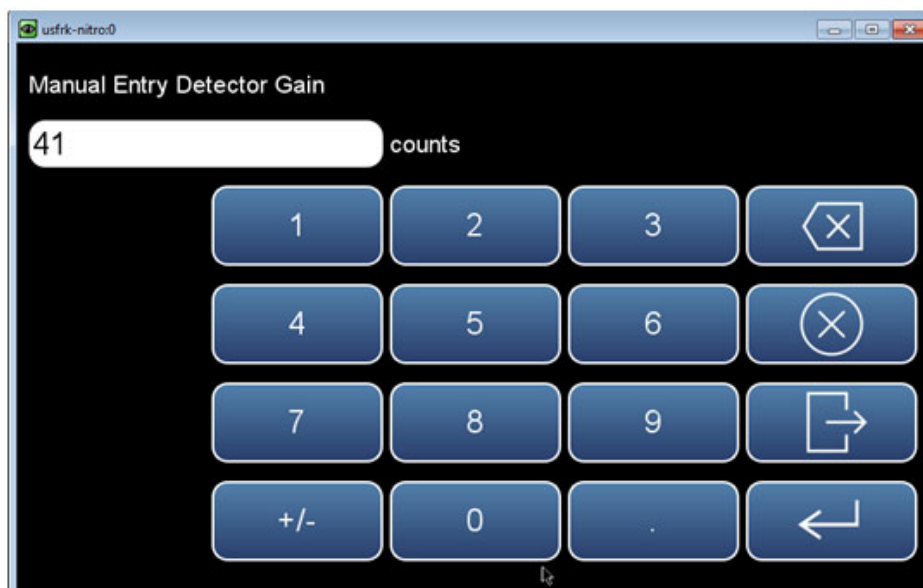 usfrk-nitro:0
Manual Entry Detector Gain
41 counts
1 2 3
4 5 6
7 8 9
+/- 0 .